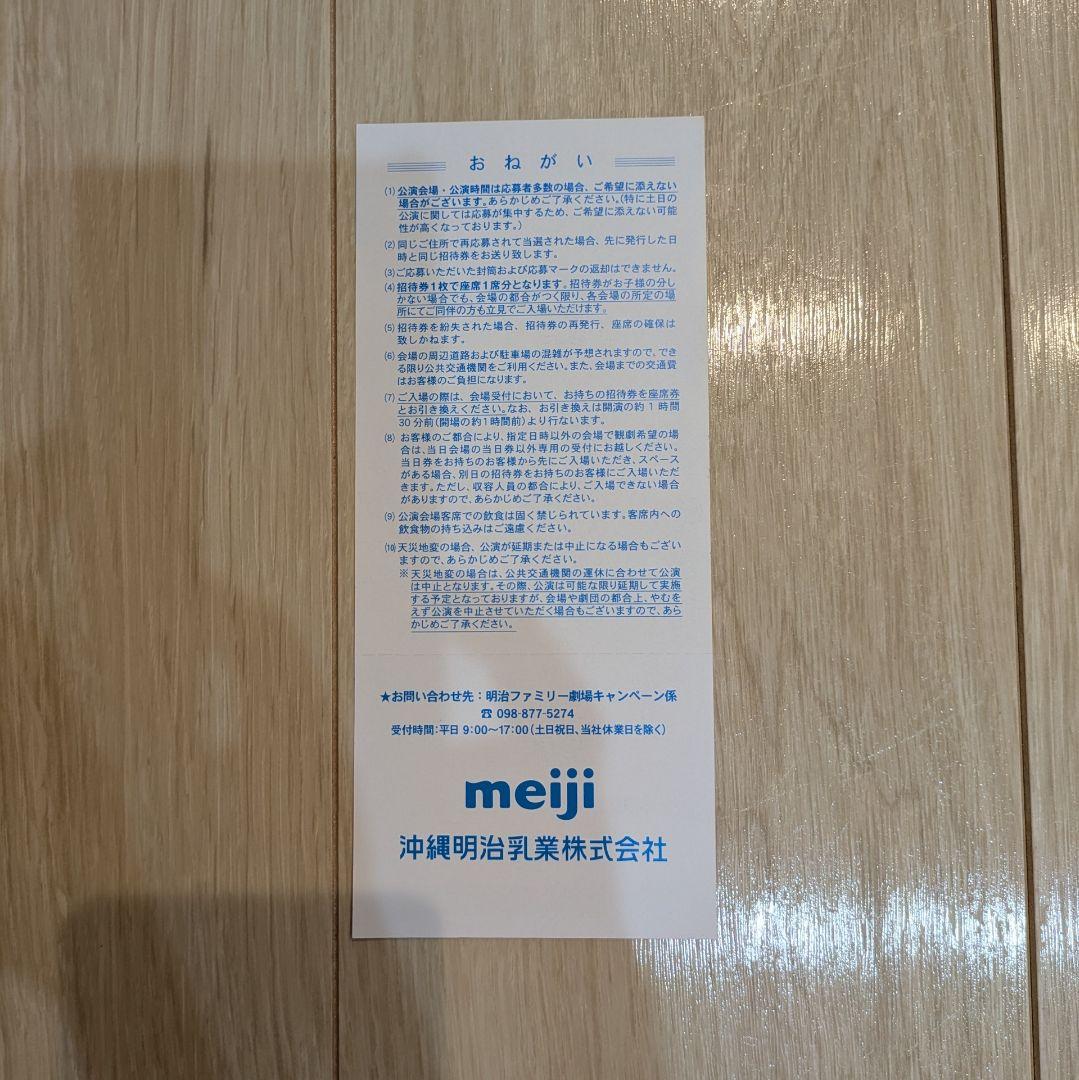 おねがい
(1)公演会場・公演時間は応募者多数の場合、ご希望に添えない
場合がございます。あらかじめご了承ください。(特に土日の
公演に関しては応募が集中するため、ご希望に添えない可能
性が高くなっております。)
(2)同じご住所で再応募されて当選された場合、先に発行した日
時と同じ招待券をお送り致します。
(3)ご応募いただいた封筒および応募マークの返却はできません。
(4)招待券1枚で座席1席分となります。招待券がお子様の分し
かない場合でも、会場の都合がつく限り、各会場の所定の場
所にてご同伴の方も立見でご入場いただけます。
(5)招待券を紛失された場合、招待券の再発行、座席の確保は
致しかねます。
(6)会場の周辺道路および駐車場の混雑が予想されますので、でき
る限り公共交通機関をご利用ください。また、会場までの交通費
はお客様のご負担になります。
(7)ご入場の際は、会場受付において、お持ちの招待券を座席券
とお引き換えください。なお、お引き換えは開演の約1時間
30分前(開場の約1時間前)より行ないます。
(8)お客様のご都合により、指定日時以外の会場で観劇希望の場
合は、当日会場の当日券以外専用の受付にお越しください。
当日券をお持ちのお客様から先にご入場いただき、スペース
がある場合、別日の招待券をお持ちのお客様にご入場いただ
きます。ただし、収容人員の都合により、ご入場できない場合
がありますので、あらかじめご了承ください。
(9)公演会場客席での飲食は固く禁じられています。客席内への
飲食物の持ち込みはご遠慮ください。
(10)天災地変の場合、公演が延期または中止になる場合もござい
ますので、あらかじめご了承ください。
※天災地変の場合は、公共交通機関の運休に合わせて公演
は中止となります。その際、公演は可能な限り延期して実施
する予定となっておりますが、会場や劇団の都合上、やむを
えず公演を中止させていただく場合もございますので、あら
かじめご了承ください。
★お問い合わせ先：明治ファミリー劇場キャンペーン係
☎ 098-877-5274
受付時間：平日 9:00～17:00(土日祝日、当社休業日を除く)
meiji
沖縄明治乳業株式会社